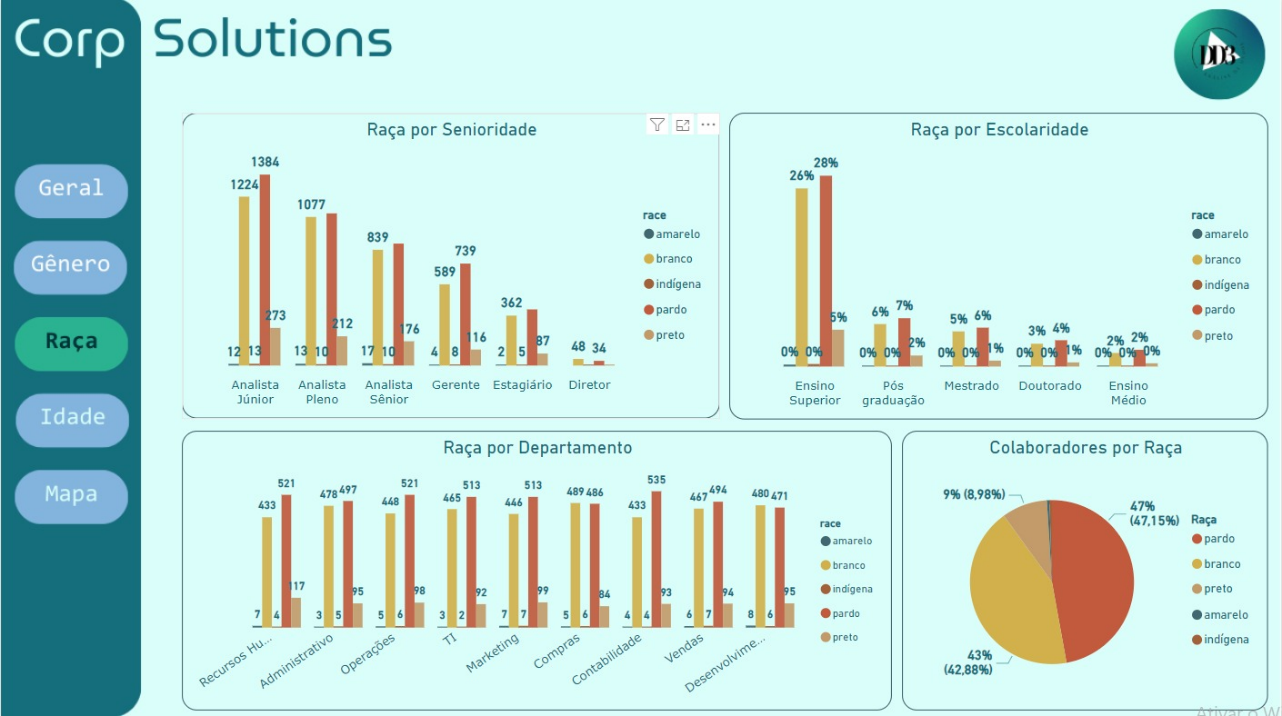 Corp Solutions
DD3
Geral
Gênero
Raça
Idade
Mapa
Raça por Senioridade
1224
1384
1077
839
589
739
362
273
212
176
116
87
48 34
12 13
13 10
17 10
4 8
2 5
Analista Júnior
Analista Pleno
Analista Sênior
Gerente
Estagiário
Diretor
race
amarelo
branco
indígena
pardo
preto
Raça por Escolaridade
26%
28%
5%
0% 0%
6% 7%
2%
0% 0%
5% 6%
1%
0% 0%
3% 4%
1%
0% 0%
2% 2%
0% 0% 0%
Ensino Superior
Pós graduação
Mestrado
Doutorado
Ensino Médio
race
amarelo
branco
indígena
pardo
preto
Raça por Departamento
7 433 4 521 117
3 478 5 497 95
5 448 6 521 98
3 465 2 513 92
7 446 7 513 99
5 489 6 486 84
4 433 4 535 93
6 467 7 494 94
8 480 6 471 95
Recursos Hu...
Administrativo
Operações
TI
Marketing
Compras
Contabilidade
Vendas
Desenvolvime...
race
amarelo
branco
indígena
pardo
preto
Colaboradores por Raça
9% (8,98%)
47%
(47,15%)
43%
(42,88%)
Raça
pardo
branco
preto
amarelo
indígena
Ativar o W